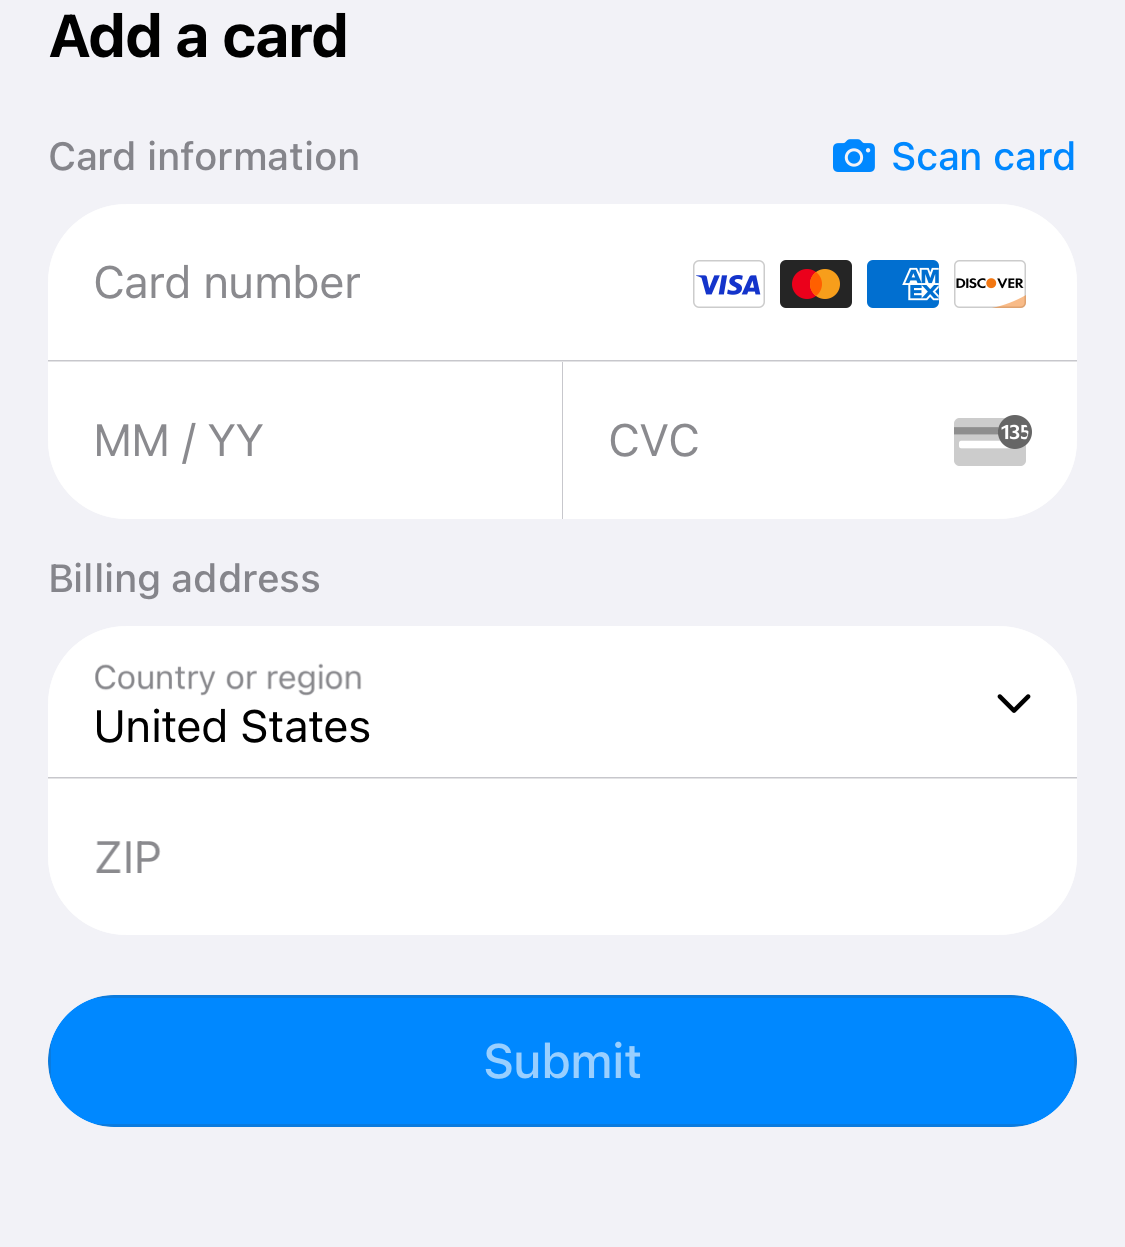 Add a card
Card information
Scan card
Card number
VISA
AM
EX
DISCOVER
MM / YY
CVC
135
Billing address
Country or region
United States
ZIP
Submit